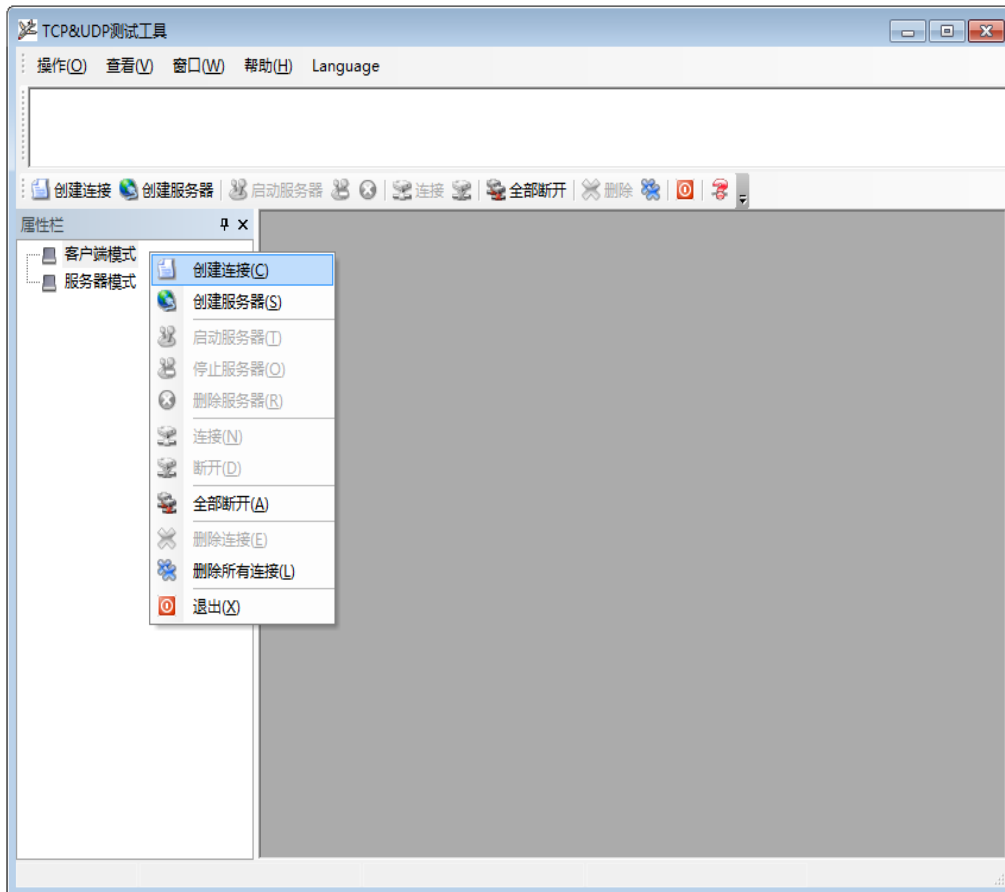 TCP&UDP测试工具
操作(O) 查看(V) 窗口(W) 帮助(H) Language
创建连接 创建服务器 启动服务器 连接 全部断开 删除
属性栏
客户端模式
服务器模式
创建连接(C)
创建服务器(S)
启动服务器(T)
停止服务器(O)
删除服务器(R)
连接(N)
断开(D)
全部断开(A)
删除连接(E)
删除所有连接(L)
退出(X)